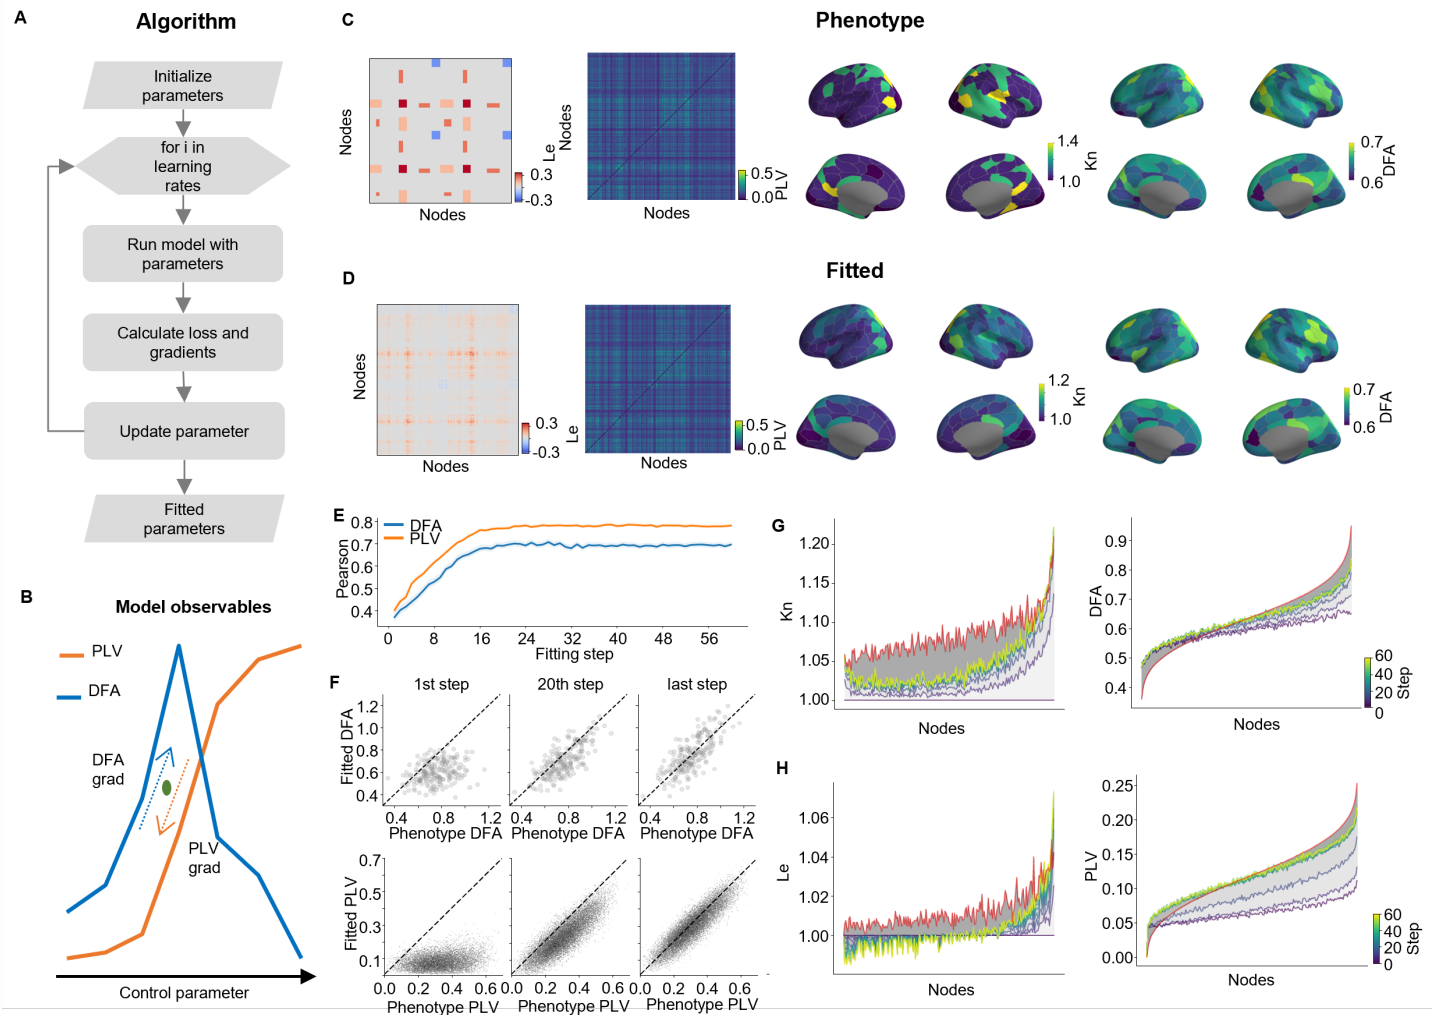 A
Algorithm
Initialize
parameters
for i in
learning
rates
Run model with
parameters
Calculate loss and
gradients
Update parameter
Fitted
parameters
B
Model observables
PLV
DFA
DFA
grad
PLV
grad
Control parameter
C
Phenotype
Nodes
Nodes
Le
0.3
-0.3
Nodes
Nodes
0.5
0.0
PLV
1.4
1.0
Kn
0.7
0.6
DFA
D
Fitted
Nodes
Nodes
0.3
-0.3
Le
Nodes
0.5
0.0
PLV
1.2
1.0
Kn
0.7
0.6
DFA
E
DFA
PLV
Pearson
0.8
0.7
0.6
0.5
0.4
0 8 16 24 32 40 48 56
Fitting step
F
1st step 20th step last step
Fitted DFA
1.2
1.0
0.8
0.6
0.4
0.4 0.8 1.2 0.4 0.8 1.2 0.4 0.8 1.2
Phenotype DFA Phenotype DFA Phenotype DFA
Fitted PLV
0.7
0.5
0.3
0.1
0.0 0.2 0.4 0.6 0.0 0.2 0.4 0.6 0.0 0.2 0.4 0.6
Phenotype PLV Phenotype PLV Phenotype PLV
G
Kn
1.20
1.15
1.10
1.05
1.00
Nodes
DFA
0.9
0.8
0.7
0.6
0.5
0.4
Nodes
60
40
20
0
Step
H
Le
1.06
1.04
1.02
1.00
Nodes
PLV
0.25
0.20
0.15
0.10
0.05
0.00
Nodes
60
40
20
0
Step